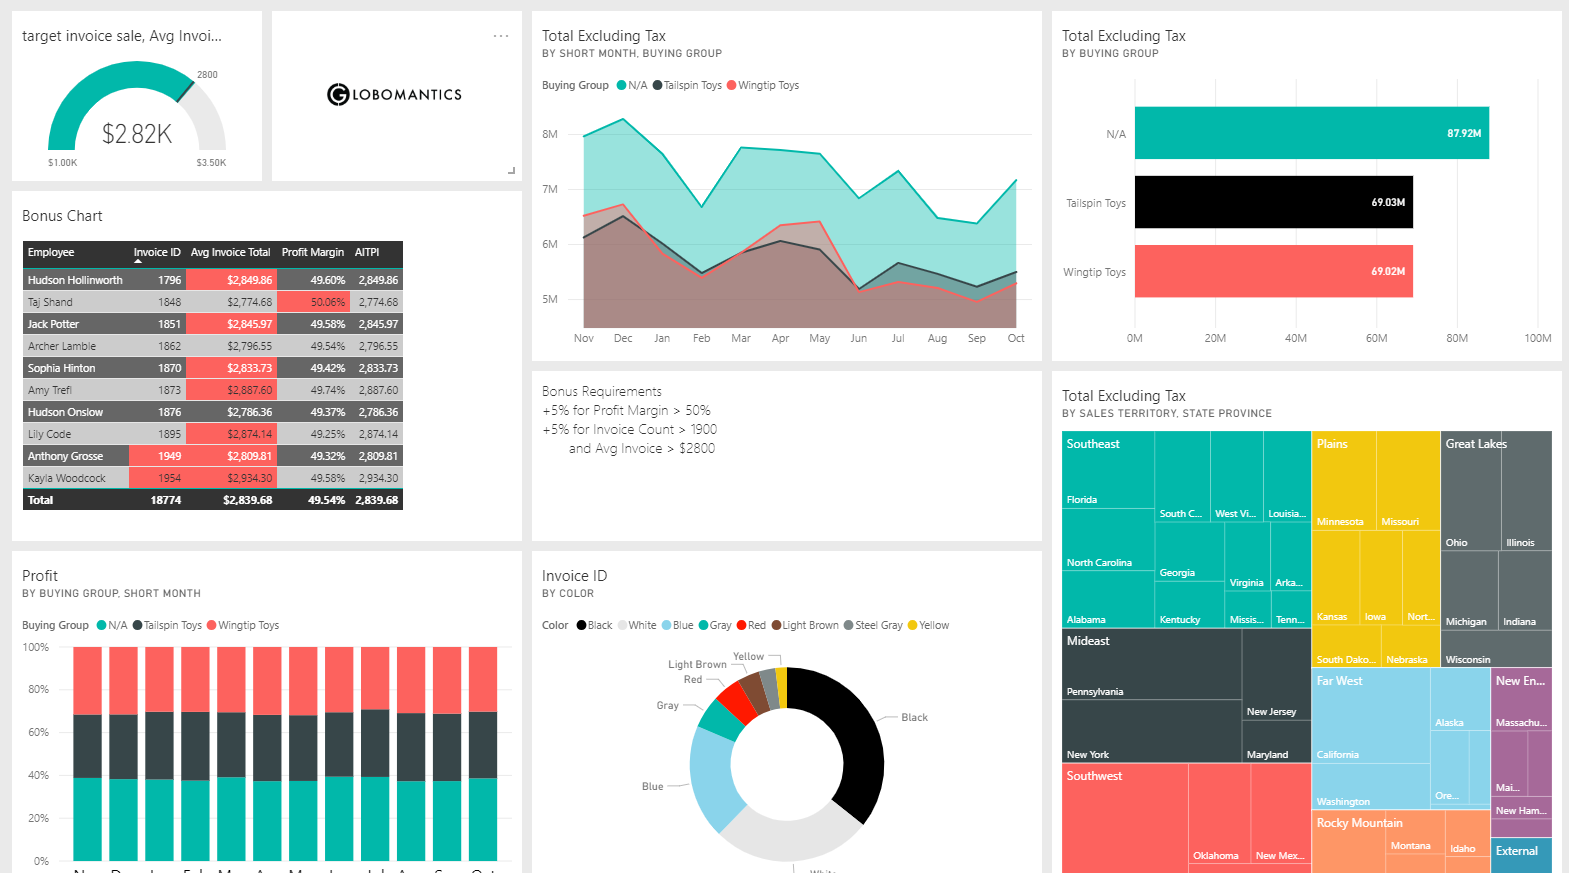 target invoice sale, Avg Invoi...
2800
$2.82K
$1.00K
$3.50K
GLOBOMANTICS
Total Excluding Tax
BY SHORT MONTH, BUYING GROUP
Buying Group N/A Tailspin Toys Wingtip Toys
8M
7M
6M
5M
Nov Dec Jan Feb Mar Apr May Jun Jul Aug Sep Oct
Total Excluding Tax
BY BUYING GROUP
N/A 87.92M
Tailspin Toys 69.03M
Wingtip Toys 69.02M
0M 20M 40M 60M 80M 100M
Bonus Chart
Employee Invoice ID Avg Invoice Total Profit Margin AITPI
Hudson Hollinworth 1796 $2,849.86 49.60% 2,849.86
Taj Shand 1848 $2,774.68 50.06% 2,774.68
Jack Potter 1851 $2,845.97 49.58% 2,845.97
Archer Lamble 1862 $2,796.55 49.54% 2,796.55
Sophia Hinton 1870 $2,833.73 49.42% 2,833.73
Amy Trefl 1873 $2,887.60 49.74% 2,887.60
Hudson Onslow 1876 $2,786.36 49.37% 2,786.36
Lily Code 1895 $2,874.14 49.25% 2,874.14
Anthony Grosse 1949 $2,809.81 49.32% 2,809.81
Kayla Woodcock 1954 $2,934.30 49.58% 2,934.30
Total 18774 $2,839.68 49.54% 2,839.68
Bonus Requirements
+5% for Profit Margin > 50%
+5% for Invoice Count > 1900
and Avg Invoice > $2800
Total Excluding Tax
BY SALES TERRITORY, STATE PROVINCE
Southeast
Florida
South C...
West Vi...
Louisia...
North Carolina
Georgia
Virginia
Arka...
Alabama
Kentucky
Missis...
Tenn...
Plains
Minnesota
Missouri
Kansas
Iowa
Nort...
South Dako...
Nebraska
Great Lakes
Ohio
Illinois
Michigan
Indiana
Wisconsin
Mideast
Pennsylvania
New Jersey
New York
Maryland
Far West
Alaska
California
Ore...
Washington
New En...
Massachu...
Mai...
New Ham...
Southwest
Oklahoma
New Mex...
Rocky Mountain
Montana
Idaho
External
Profit
BY BUYING GROUP, SHORT MONTH
Buying Group N/A Tailspin Toys Wingtip Toys
100%
80%
60%
40%
20%
0%
Invoice ID
BY COLOR
Color Black White Blue Gray Red Light Brown Steel Gray Yellow
Yellow
Light Brown
Red
Gray
Black
Blue